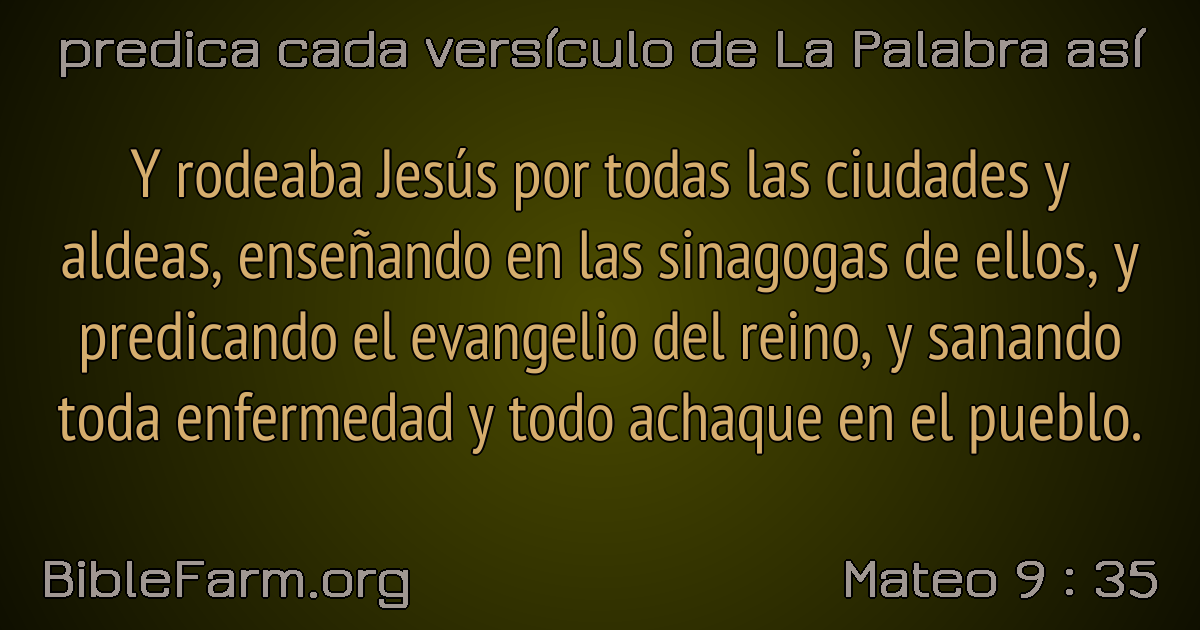 predica cada versículo de La Palabra así
Y rodeaba Jesús por todas las ciudades y
aldeas, enseñando en las sinagogas de ellos, y
predicando el evangelio del reino, y sanando
toda enfermedad y todo achaque en el pueblo.
BibleFarm.org
Mateo 9 : 35